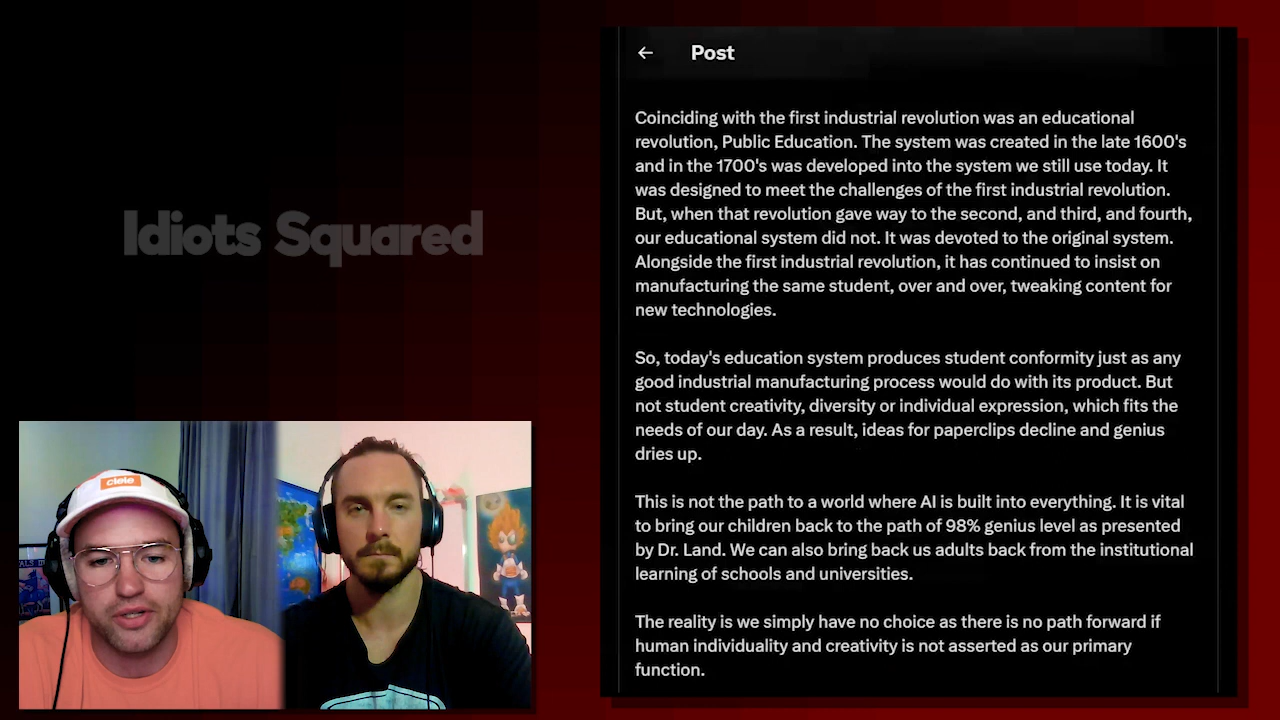 Post
Coinciding with the first industrial revolution was an educational
revolution, Public Education. The system was created in the late 1600's
and in the 1700's was developed into the system we still use today. It
was designed to meet the challenges of the first industrial revolution.
But, when that revolution gave way to the second, and third, and fourth,
our educational system did not. It was devoted to the original system.
Alongside the first industrial revolution, it has continued to insist on
manufacturing the same student, over and over, tweaking content for
new technologies.
So, today's education system produces student conformity just as any
good industrial manufacturing process would do with its product. But
not student creativity, diversity or individual expression, which fits the
needs of our day. As a result, ideas for paperclips decline and genius
dries up.
This is not the path to a world where AI is built into everything. It is vital
to bring our children back to the path of 98% genius level as presented
by Dr. Land. We can also bring back us adults back from the institutional
learning of schools and universities.
The reality is we simply have no choice as there is no path forward if
human individuality and creativity is not asserted as our primary
function.
Idiots Squared
ciele